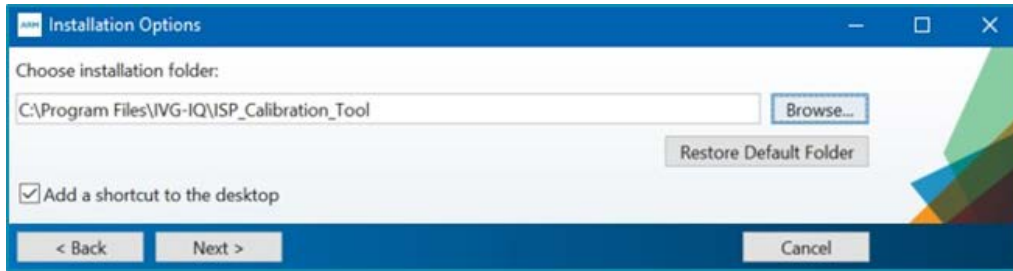 ARM Installation Options
Choose installation folder:
C:\Program Files\IVG-IQ\ISP_Calibration_Tool Browse...
Restore Default Folder
Add a shortcut to the desktop
< Back Next > Cancel